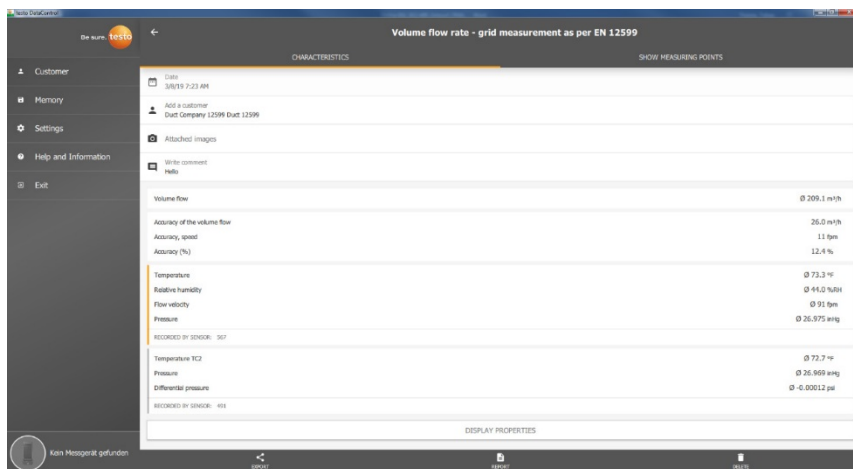 testo DataControl
Be sure. testo
Volume flow rate - grid measurement as per EN 12599
CHARACTERISTICS
SHOW MEASURING POINTS
Customer
Memory
Settings
Help and Information
Exit
Date
3/8/19 7:23 AM
Add a customer
Duct Company 12599 Duct 12599
Attached images
Write comment
Hello
Volume flow Ø 209.1 m³/h
Accuracy of the volume flow 26.0 m³/h
Accuracy, speed 11 fpm
Accuracy (%) 12.4 %
Temperature Ø 73.3 °F
Relative humidity Ø 44.0 %RH
Flow velocity Ø 91 fpm
Pressure Ø 26.975 inHg
RECORDED BY SENSOR: 567
Temperature TC2 Ø 72.7 °F
Pressure Ø 26.969 inHg
Differential pressure Ø -0.00012 psi
RECORDED BY SENSOR: 491
DISPLAY PROPERTIES
Kein Messgerät gefunden
EXPORT
REPORT
DELETE